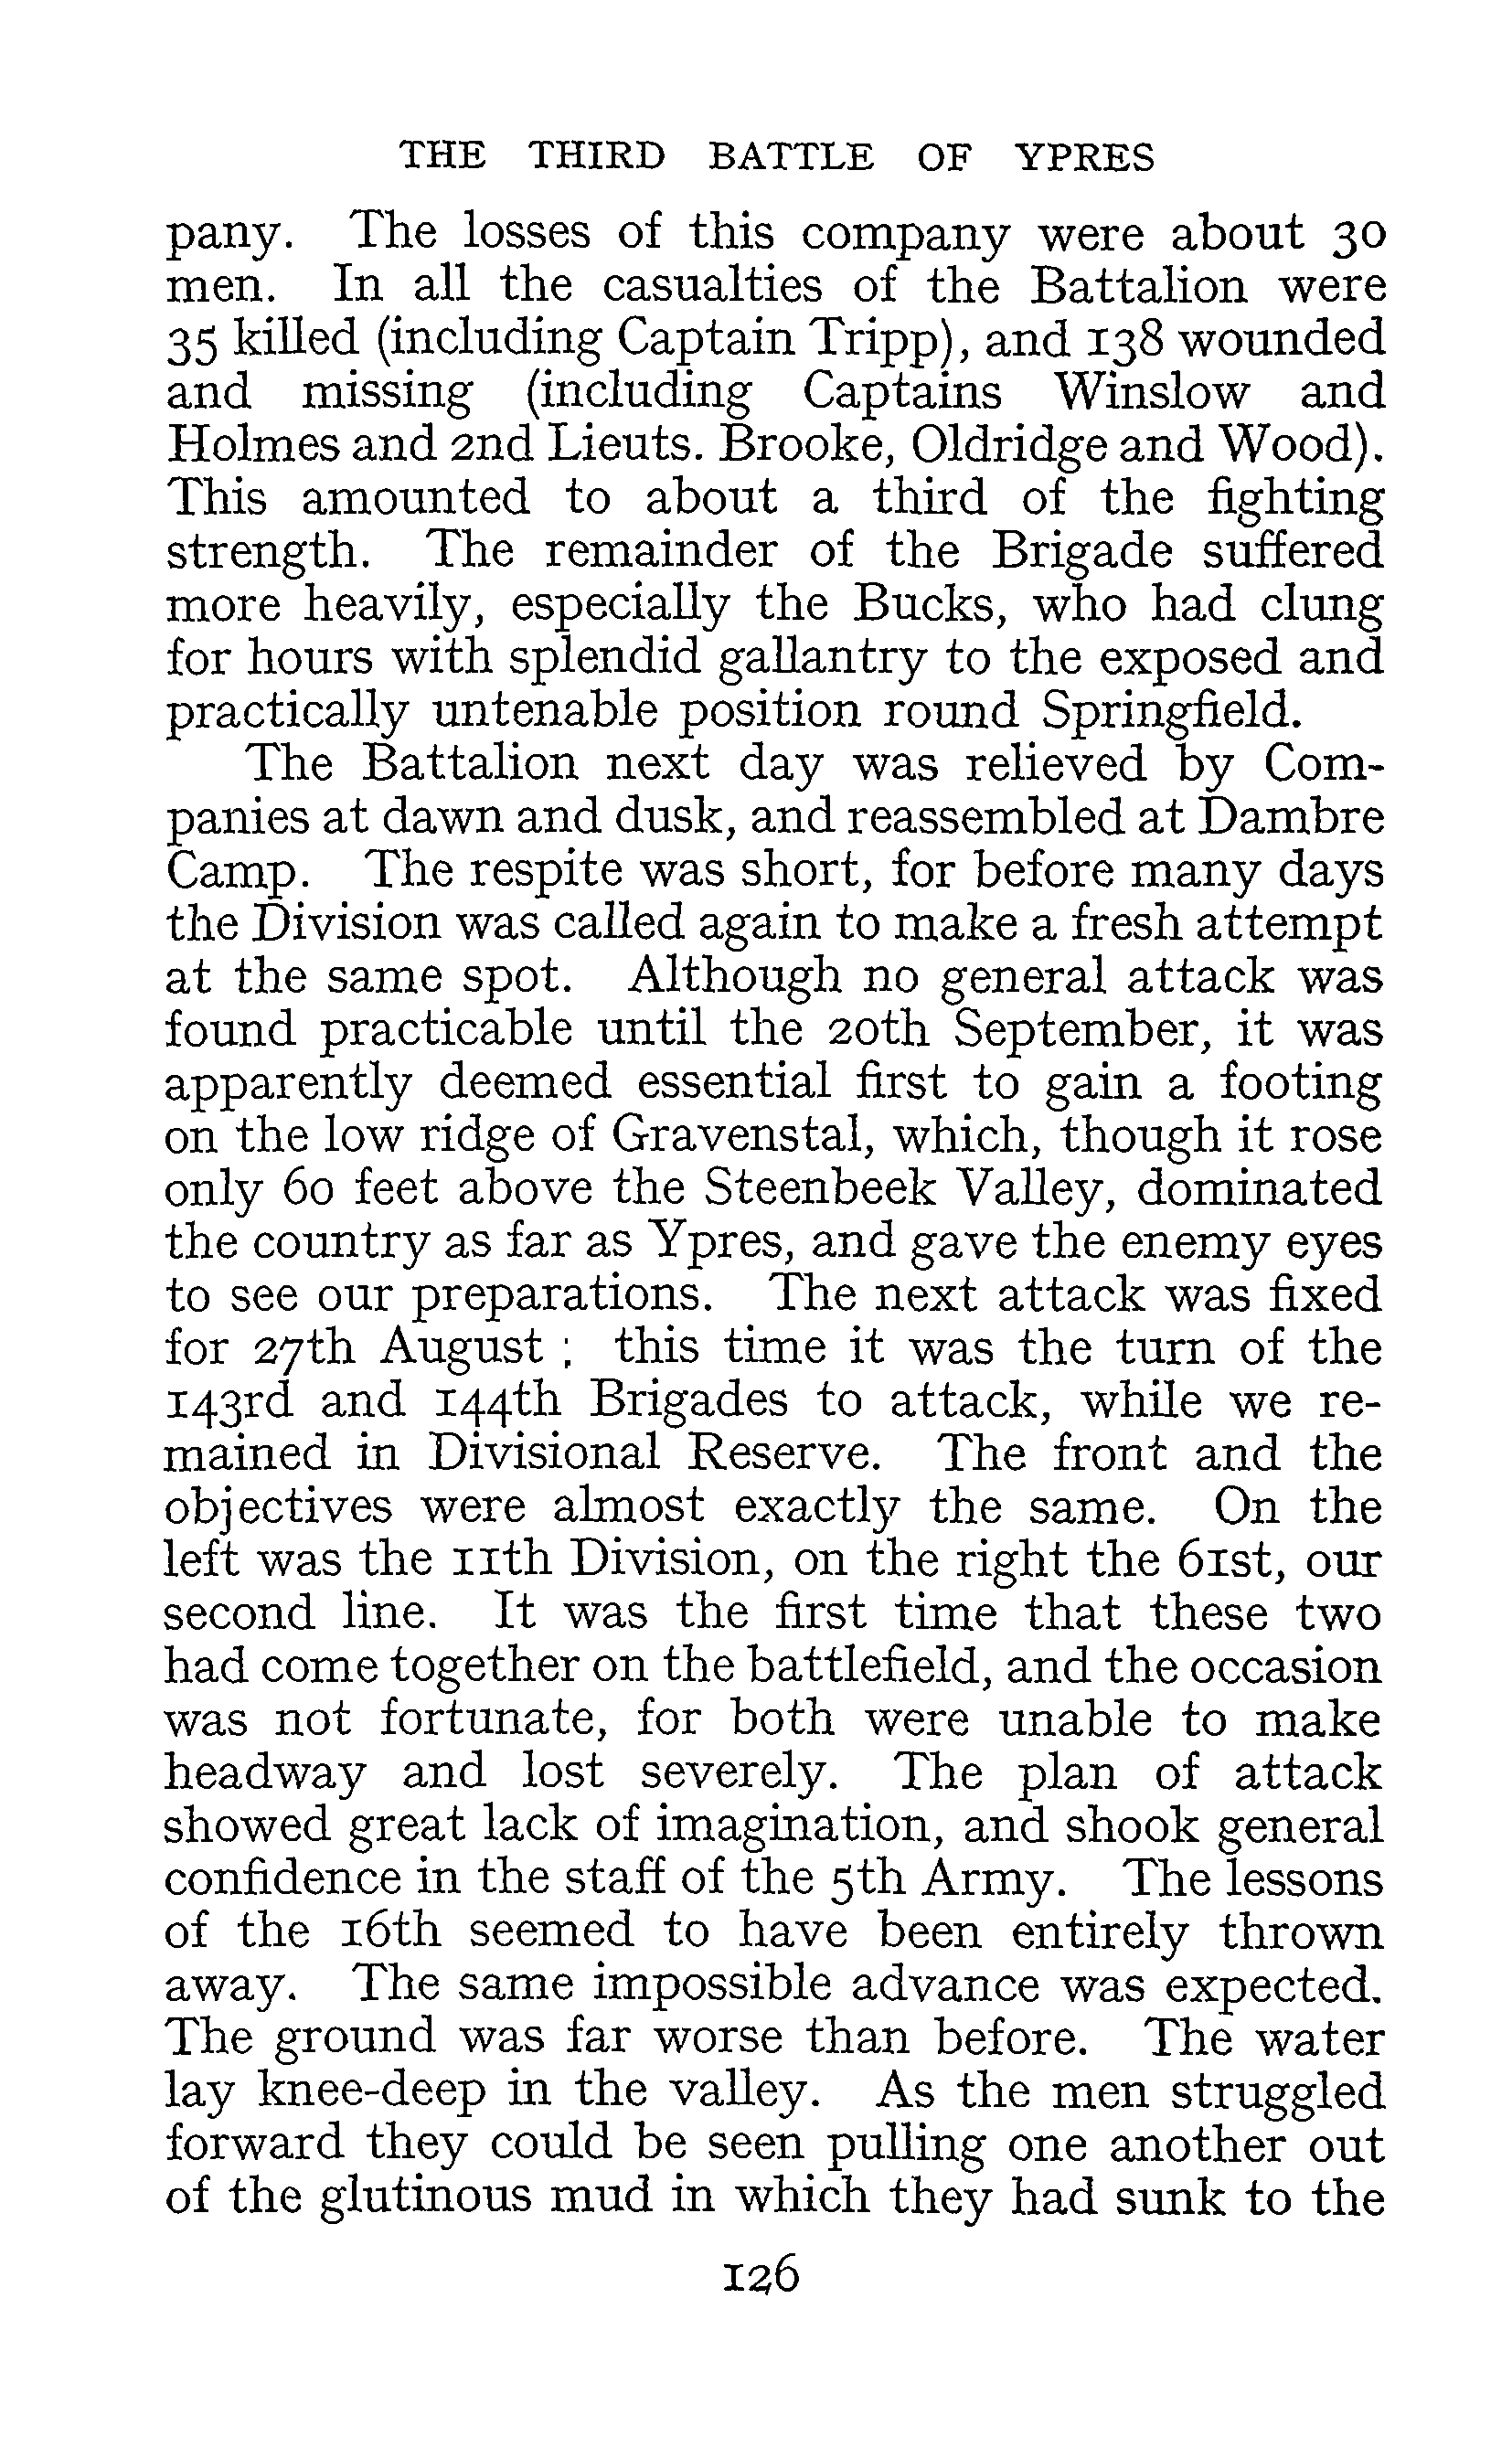 THE THIRD BATTLE OF YPRES
pany. The losses of this company were about 30
men. In all the casualties of the Battalion were
35 killed (including Captain Tripp), and 138 wounded
and missing (including Captains Winslow and
Holmes and 2nd Lieuts. Brooke, Oldridge and Wood).
This amounted to about a third of the fighting
strength. The remainder of the Brigade suffered
more heavily, especially the Bucks, who had clung
for hours with splendid gallantry to the exposed and
practically untenable position round Springfield.
The Battalion next day was relieved by Com-
panies at dawn and dusk, and reassembled at Dambre
Camp. The respite was short, for before many days
the Division was called again to make a fresh attempt
at the same spot. Although no general attack was
found practicable until the 20th September, it was
apparently deemed essential first to gain a footing
on the low ridge of Gravenstal, which, though it rose
only 60 feet above the Steenbeek Valley, dominated
the country as far as Ypres, and gave the enemy eyes
to see our preparations. The next attack was fixed
for 27th August ; this time it was the turn of the
143rd and 144th Brigades to attack, while we re-
mained in Divisional Reserve. The front and the
objectives were almost exactly the same. On the
left was the 11th Division, on the right the 61st, our
second line. It was the first time that these two
had come together on the battlefield, and the occasion
was not fortunate, for both were unable to make
headway and lost severely. The plan of attack
showed great lack of imagination, and shook general
confidence in the staff of the 5th Army. The lessons
of the 16th seemed to have been entirely thrown
away. The same impossible advance was expected.
The ground was far worse than before. The water
lay knee-deep in the valley. As the men struggled
forward they could be seen pulling one another out
of the glutinous mud in which they had sunk to the
126